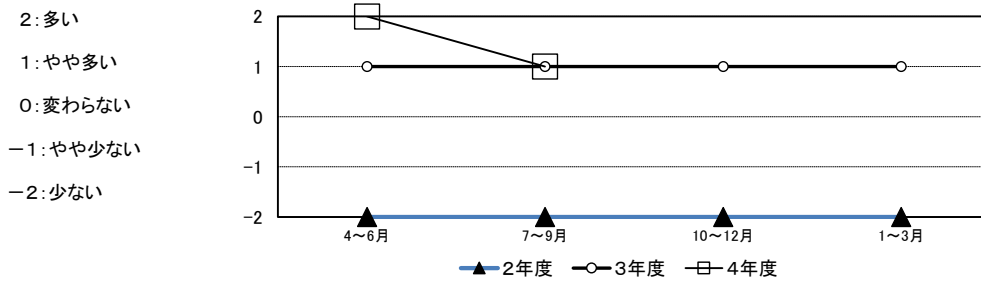 2:多い
1:やや多い
0:変わらない
－1:やや少ない
－2:少ない
2
1
0
-1
-2
4～6月 7～9月 10～12月 1～3月
2年度 3年度 4年度